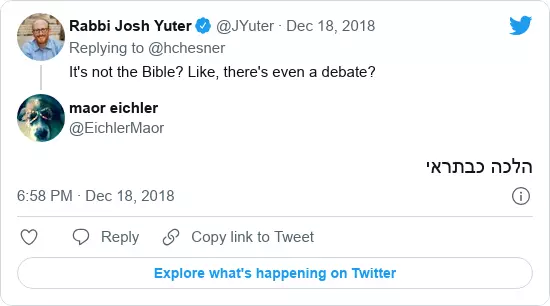 Rabbi Josh Yuter @JYuter · Dec 18, 2018
Replying to @hchesner
It's not the Bible? Like, there's even a debate?
maor eichler
@EichlerMaor
הלכה כבתראי
6:58 PM · Dec 18, 2018
Reply Copy link to Tweet
Explore what's happening on Twitter